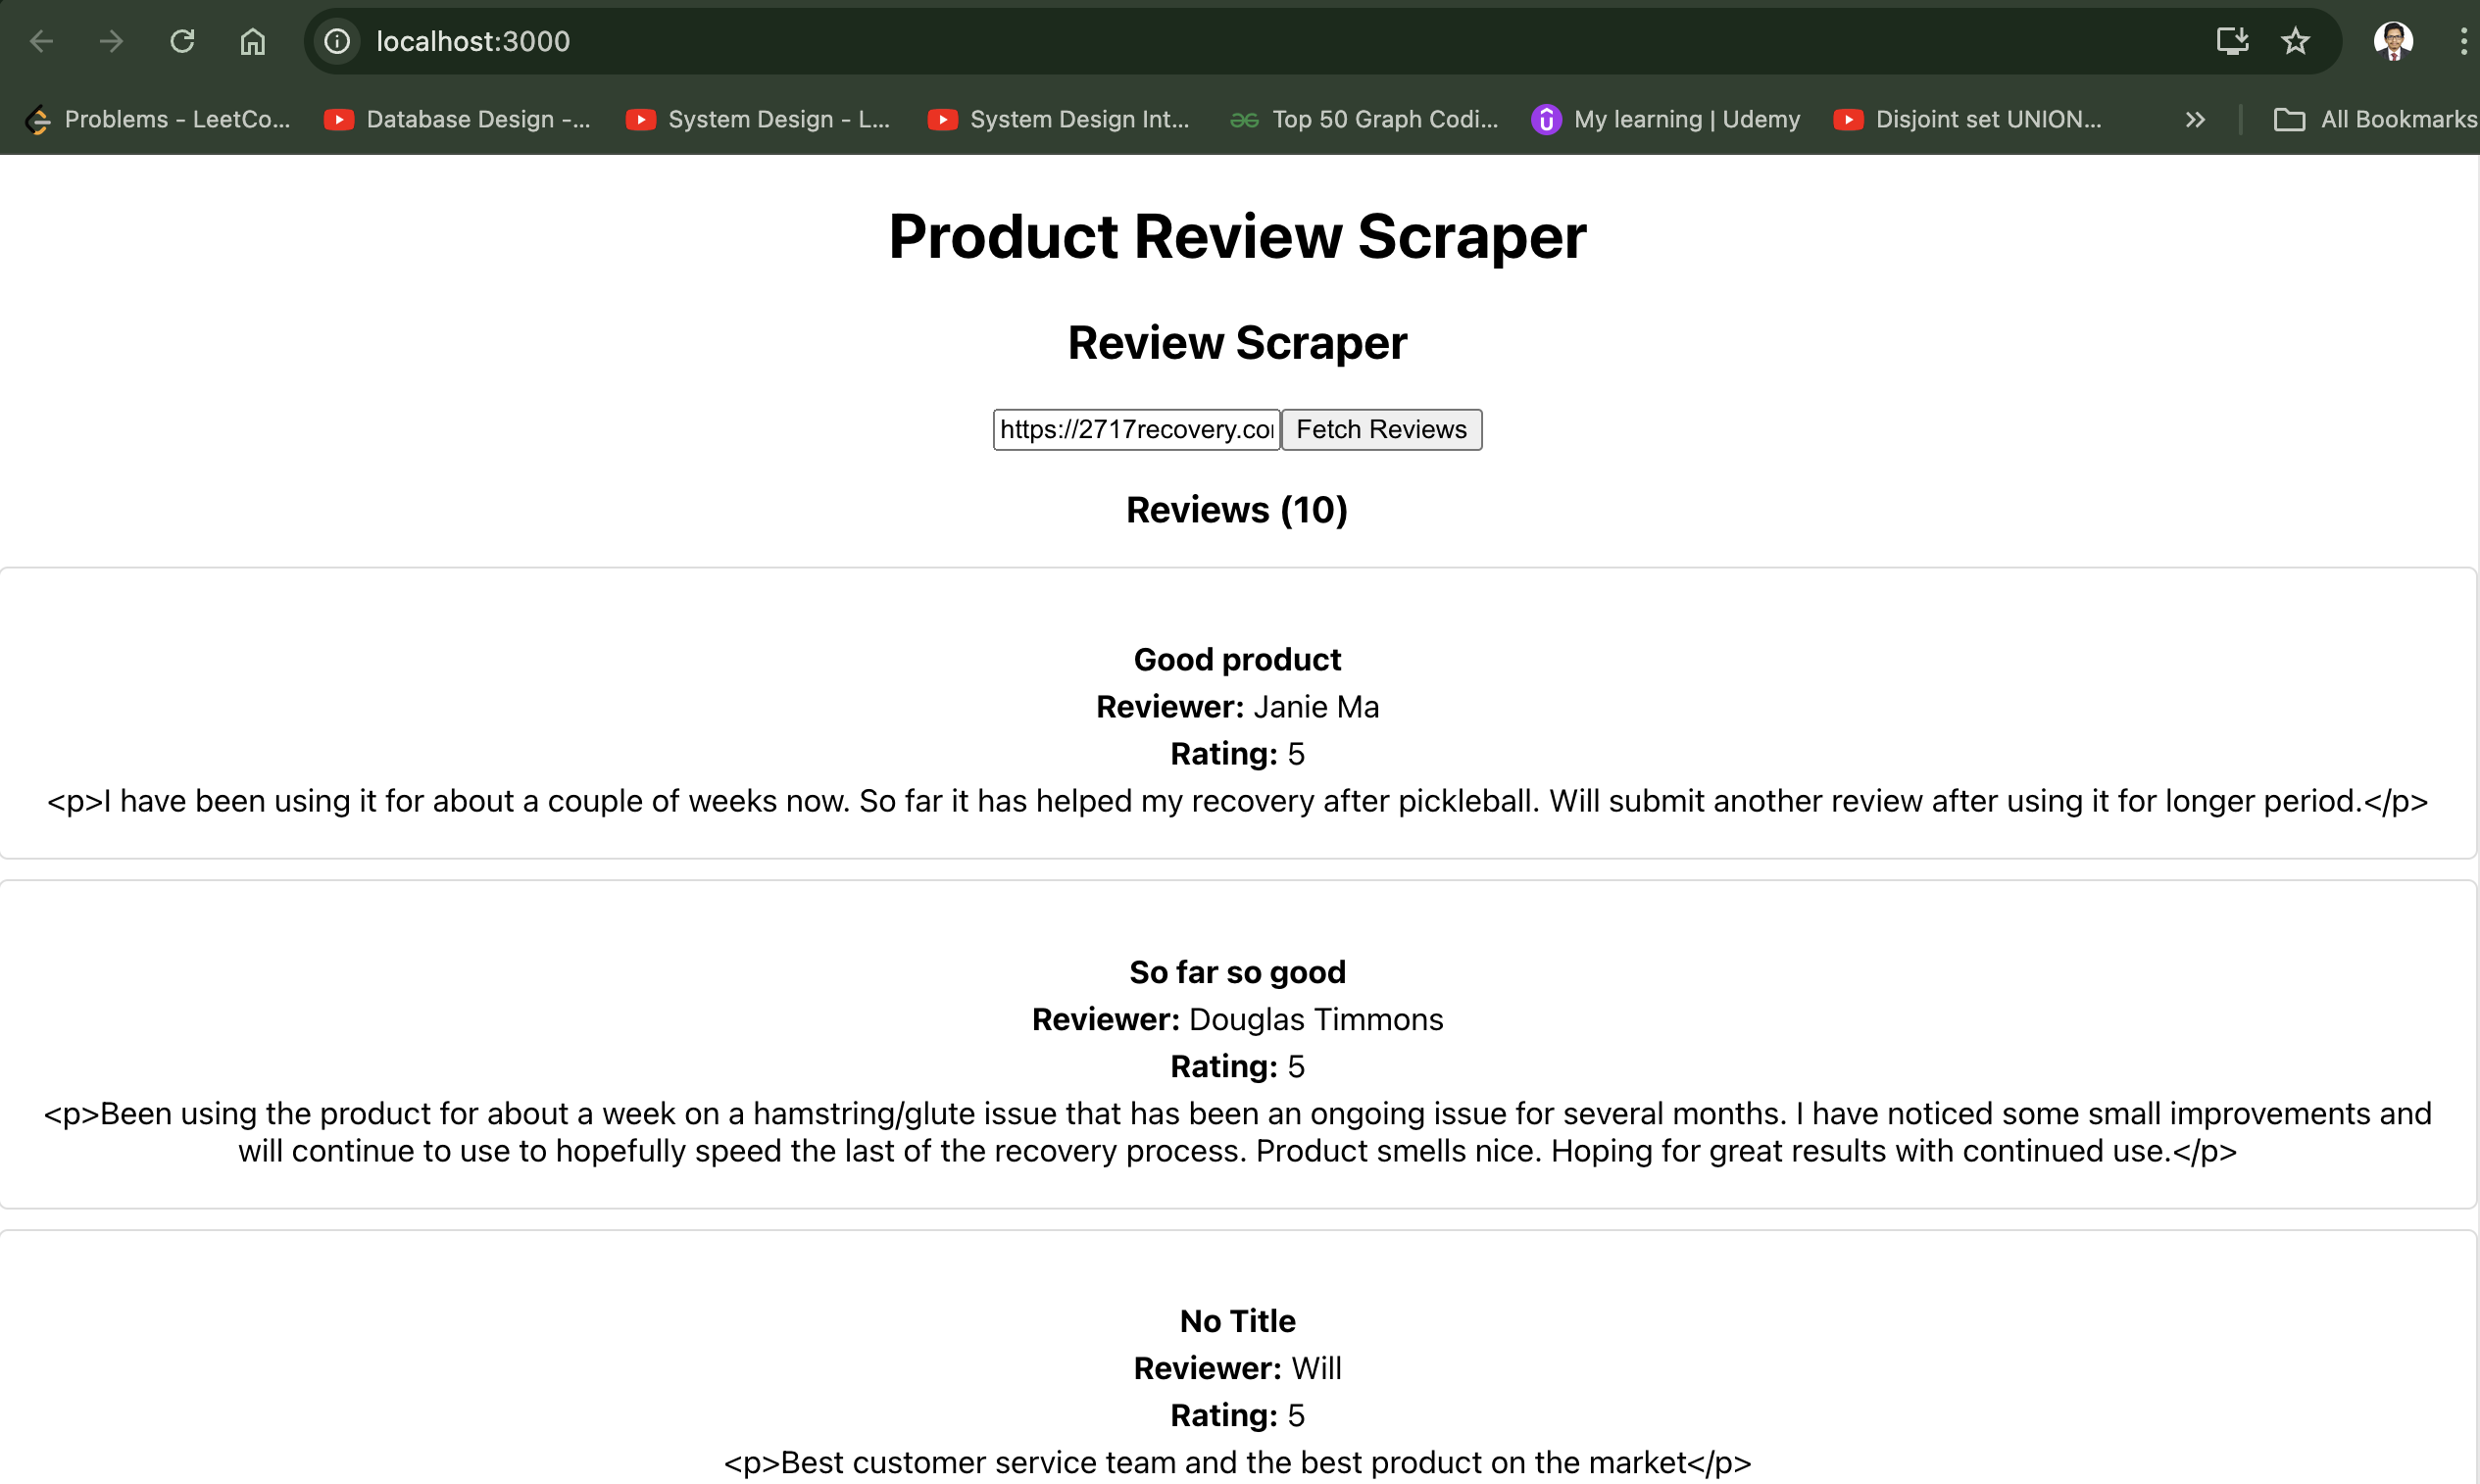 localhost:3000
Problems - LeetCo...
Database Design -...
System Design - L...
System Design Int...
Top 50 Graph Codi...
My learning | Udemy
Disjoint set UNION...
All Bookmarks
Product Review Scraper
Review Scraper
https://2717recovery.co
Fetch Reviews
Reviews (10)
Good product
Reviewer: Janie Ma
Rating: 5
<p>I have been using it for about a couple of weeks now. So far it has helped my recovery after pickleball. Will submit another review after using it for longer period.</p>
So far so good
Reviewer: Douglas Timmons
Rating: 5
<p>Been using the product for about a week on a hamstring/glute issue that has been an ongoing issue for several months. I have noticed some small improvements and
will continue to use to hopefully speed the last of the recovery process. Product smells nice. Hoping for great results with continued use.</p>
No Title
Reviewer: Will
Rating: 5
<p>Best customer service team and the best product on the market</p>